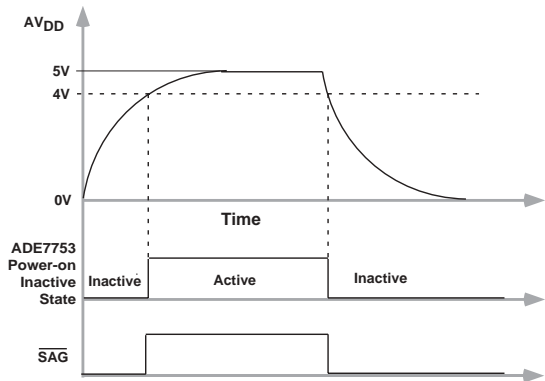 AVDD
5V
4V
0V
Time
ADE7753
Power-on
Inactive
State
Inactive
Active
Inactive
SAG